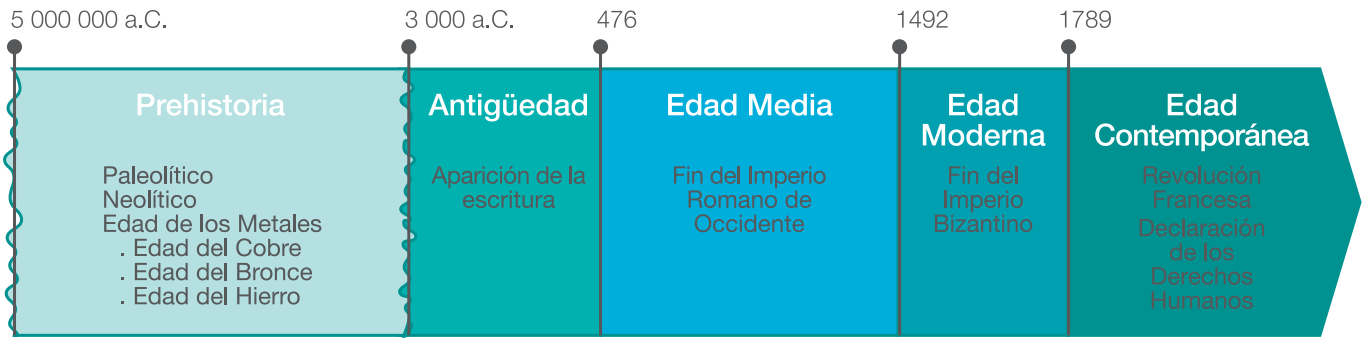 5 000 000 a.C.
3 000 a.C.
476
1492
1789
Prehistoria
Paleolítico
Neolítico
Edad de los Metales
. Edad del Cobre
. Edad del Bronce
. Edad del Hierro
Antigüedad
Aparición de la
escritura
Edad Media
Fin del Imperio
Romano de
Occidente
Edad
Moderna
Fin del
Imperio
Bizantino
Edad
Contemporánea
Revolución
Francesa
Declaración
de los
Derechos
Humanos